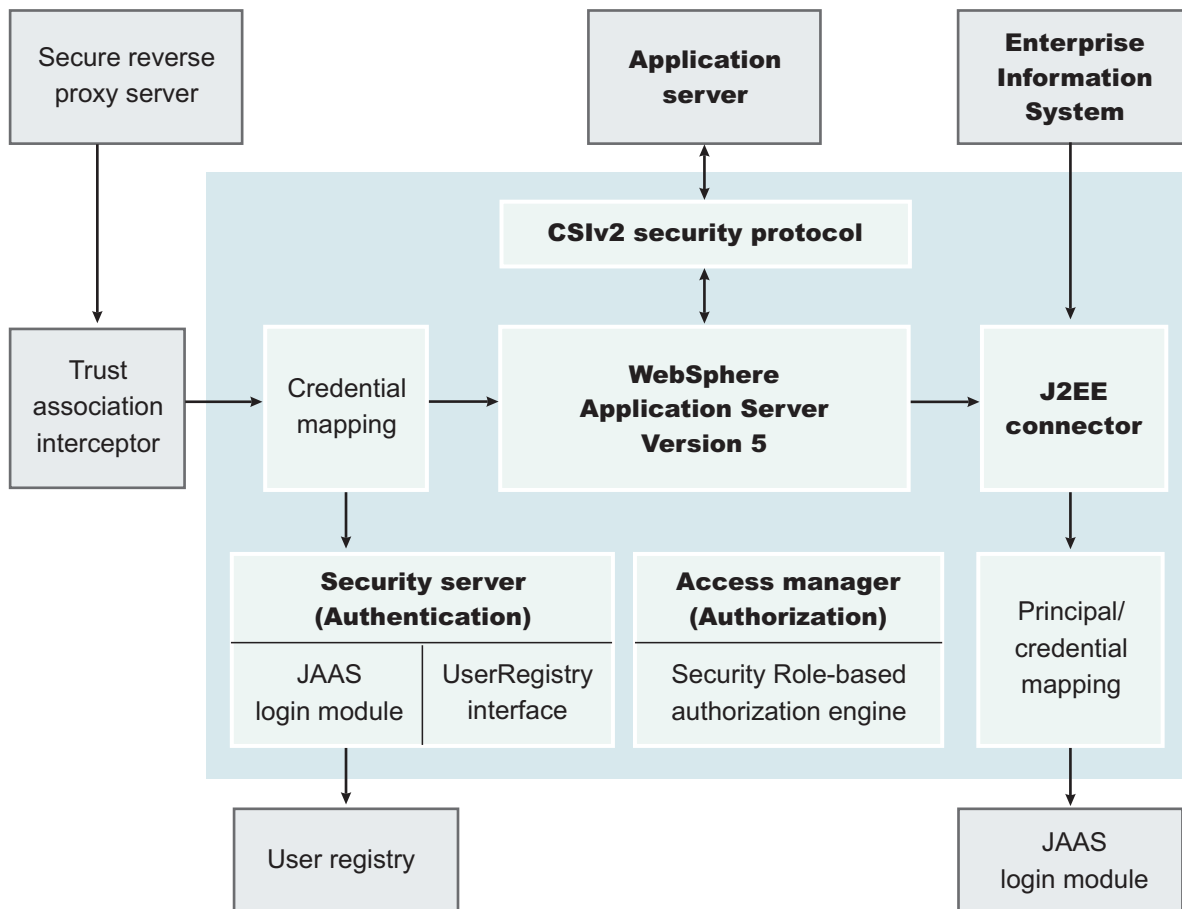 Secure reverse
proxy server
Application
server
Enterprise
Information
System
CSIv2 security protocol
Trust
association
interceptor
Credential
mapping
WebSphere
Application Server
Version 5
J2EE
connector
Security server
(Authentication)
JAAS
login module
UserRegistry
interface
Access manager
(Authorization)
Security Role-based
authorization engine
Principal/
credential
mapping
User registry
JAAS
login module